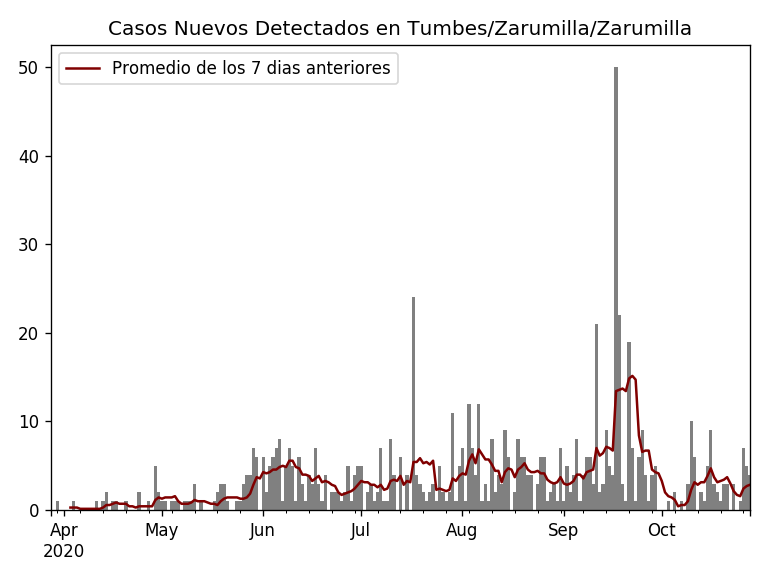 Casos Nuevos Detectados en Tumbes/Zarumilla/Zarumilla
Promedio de los 7 dias anteriores
50
40
30
20
10
0
Apr May Jun Jul Aug Sep Oct
2020